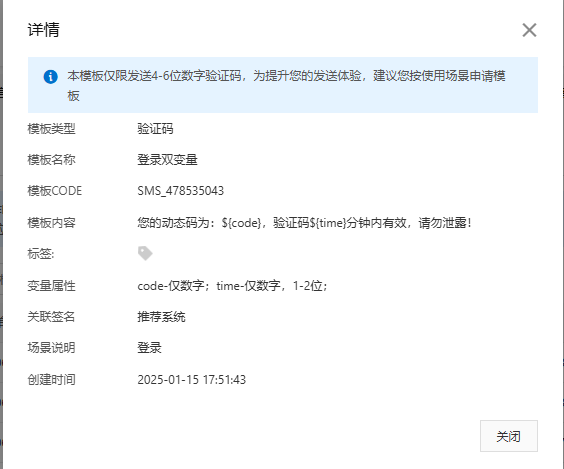 详情
本模板仅限发送4-6位数字验证码，为提升您的发送体验，建议您按使用场景申请模
板
模板类型 验证码
模板名称 登录双变量
模板CODE SMS_478535043
模板内容 您的动态码为：${code}，验证码${time}分钟内有效，请勿泄露！
标签:
变量属性 code-仅数字；time-仅数字，1-2位；
关联签名 推荐系统
场景说明 登录
创建时间 2025-01-15 17:51:43
关闭